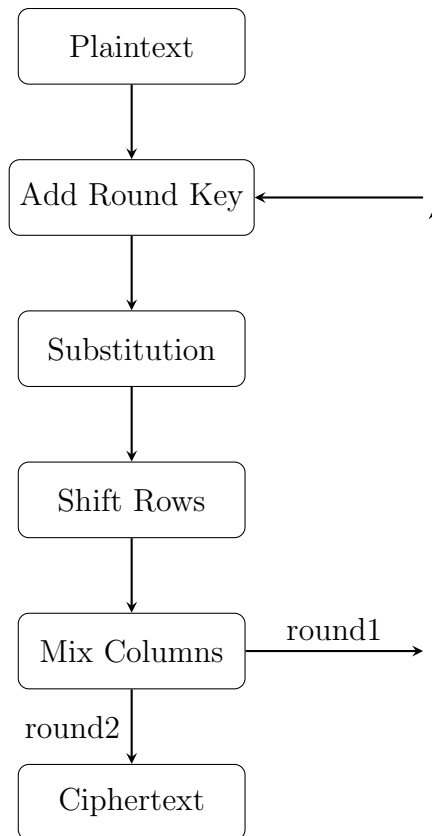 Plaintext
Add Round Key
Substitution
Shift Rows
Mix Columns
round1
round2
Ciphertext